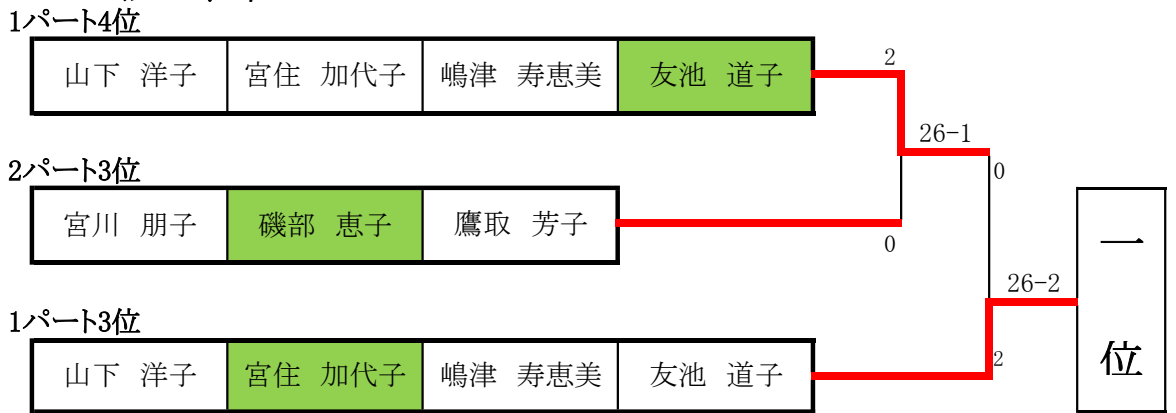 1パート4位
山下 洋子 宮住 加代子 嶋津 寿恵美 友池 道子
2
26-1
0
2パート3位
宮川 朋子 磯部 恵子 鷹取 芳子
0
一位
26-2
1パート3位
山下 洋子 宮住 加代子 嶋津 寿恵美 友池 道子
2